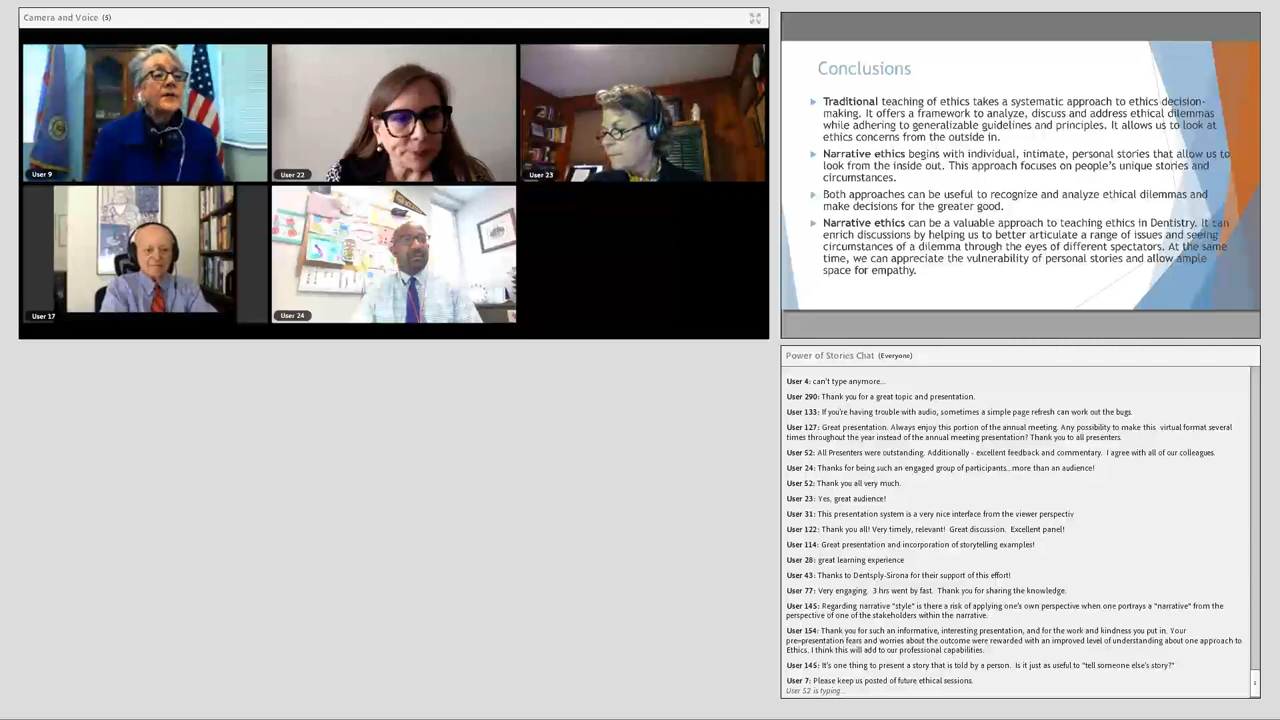 Camera and Voice (5)
User 9
User 22
User 23
User 17
User 24
Conclusions
Traditional teaching of ethics takes a systematic approach to ethics decision-
making. It offers a framework to analyze, discuss and address ethical dilemmas
while adhering to generalizable guidelines and principles. It allows us to look at
ethics concerns from the outside in.
Narrative ethics begins with individual, intimate, personal stories that allow us to
look from the inside out. This approach focuses on people's unique stories and
circumstances.
Both approaches can be useful to recognize and analyze ethical dilemmas and
make decisions for the greater good.
Narrative ethics can be a valuable approach to teaching ethics in Dentistry. It can
enrich discussions by helping us to better articulate a range of issues and seeing
circumstances of a dilemma through the eyes of different spectators. At the same
time, we can appreciate the vulnerability of personal stories and allow ample
space for empathy.
Power of Stories Chat (Everyone)
User 4: can't type anymore...
User 290: Thank you for a great topic and presentation.
User 133: If you're having trouble with audio, sometimes a simple page refresh can work out the bugs.
User 127: Great presentation. Always enjoy this portion of the annual meeting. Any possibility to make this virtual format several
times throughout the year instead of the annual meeting presentation? Thank you to all presenters.
User 52: All Presenters were outstanding. Additionally - excellent feedback and commentary. I agree with all of our colleagues.
User 24: Thanks for being such an engaged group of participants...more than an audience!
User 52: Thank you all very much.
User 23: Yes, great audience!
User 31: This presentation system is a very nice interface from the viewer perspectiv
User 122: Thank you all! Very timely, relevant! Great discussion. Excellent panel!
User 114: Great presentation and incorporation of storytelling examples!
User 28: great learning experience
User 43: Thanks to Dentsply-Sirona for their support of this effort!
User 77: Very engaging. 3 hrs went by fast. Thank you for sharing the knowledge.
User 145: Regarding narrative "style" is there a risk of applying one's own perspective when one portrays a "narrative" from the
perspective of one of the stakeholders within the narrative.
User 154: Thank you for such an informative, interesting presentation, and for the work and kindness you put in. Your
pre=presentation fears and worries about the outcome were rewarded with an improved level of understanding about one approach to
Ethics. I think this will add to our professional capabilities.
User 145: It's one thing to present a story that is told by a person. Is it just as useful to "tell someone else's story?"
User 7: Please keep us posted of future ethical sessions.
User 52 is typing...